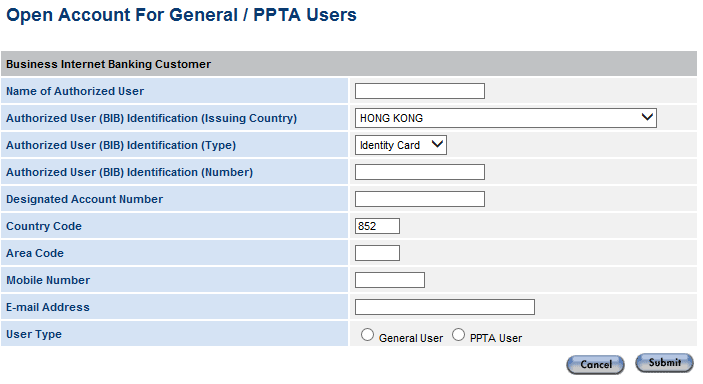 Open Account For General / PPTA Users
Business Internet Banking Customer
Name of Authorized User
Authorized User (BIB) Identification (Issuing Country) HONG KONG
Authorized User (BIB) Identification (Type) Identity Card
Authorized User (BIB) Identification (Number)
Designated Account Number
Country Code 852
Area Code
Mobile Number
E-mail Address
User Type General User PPTA User
Cancel Submit